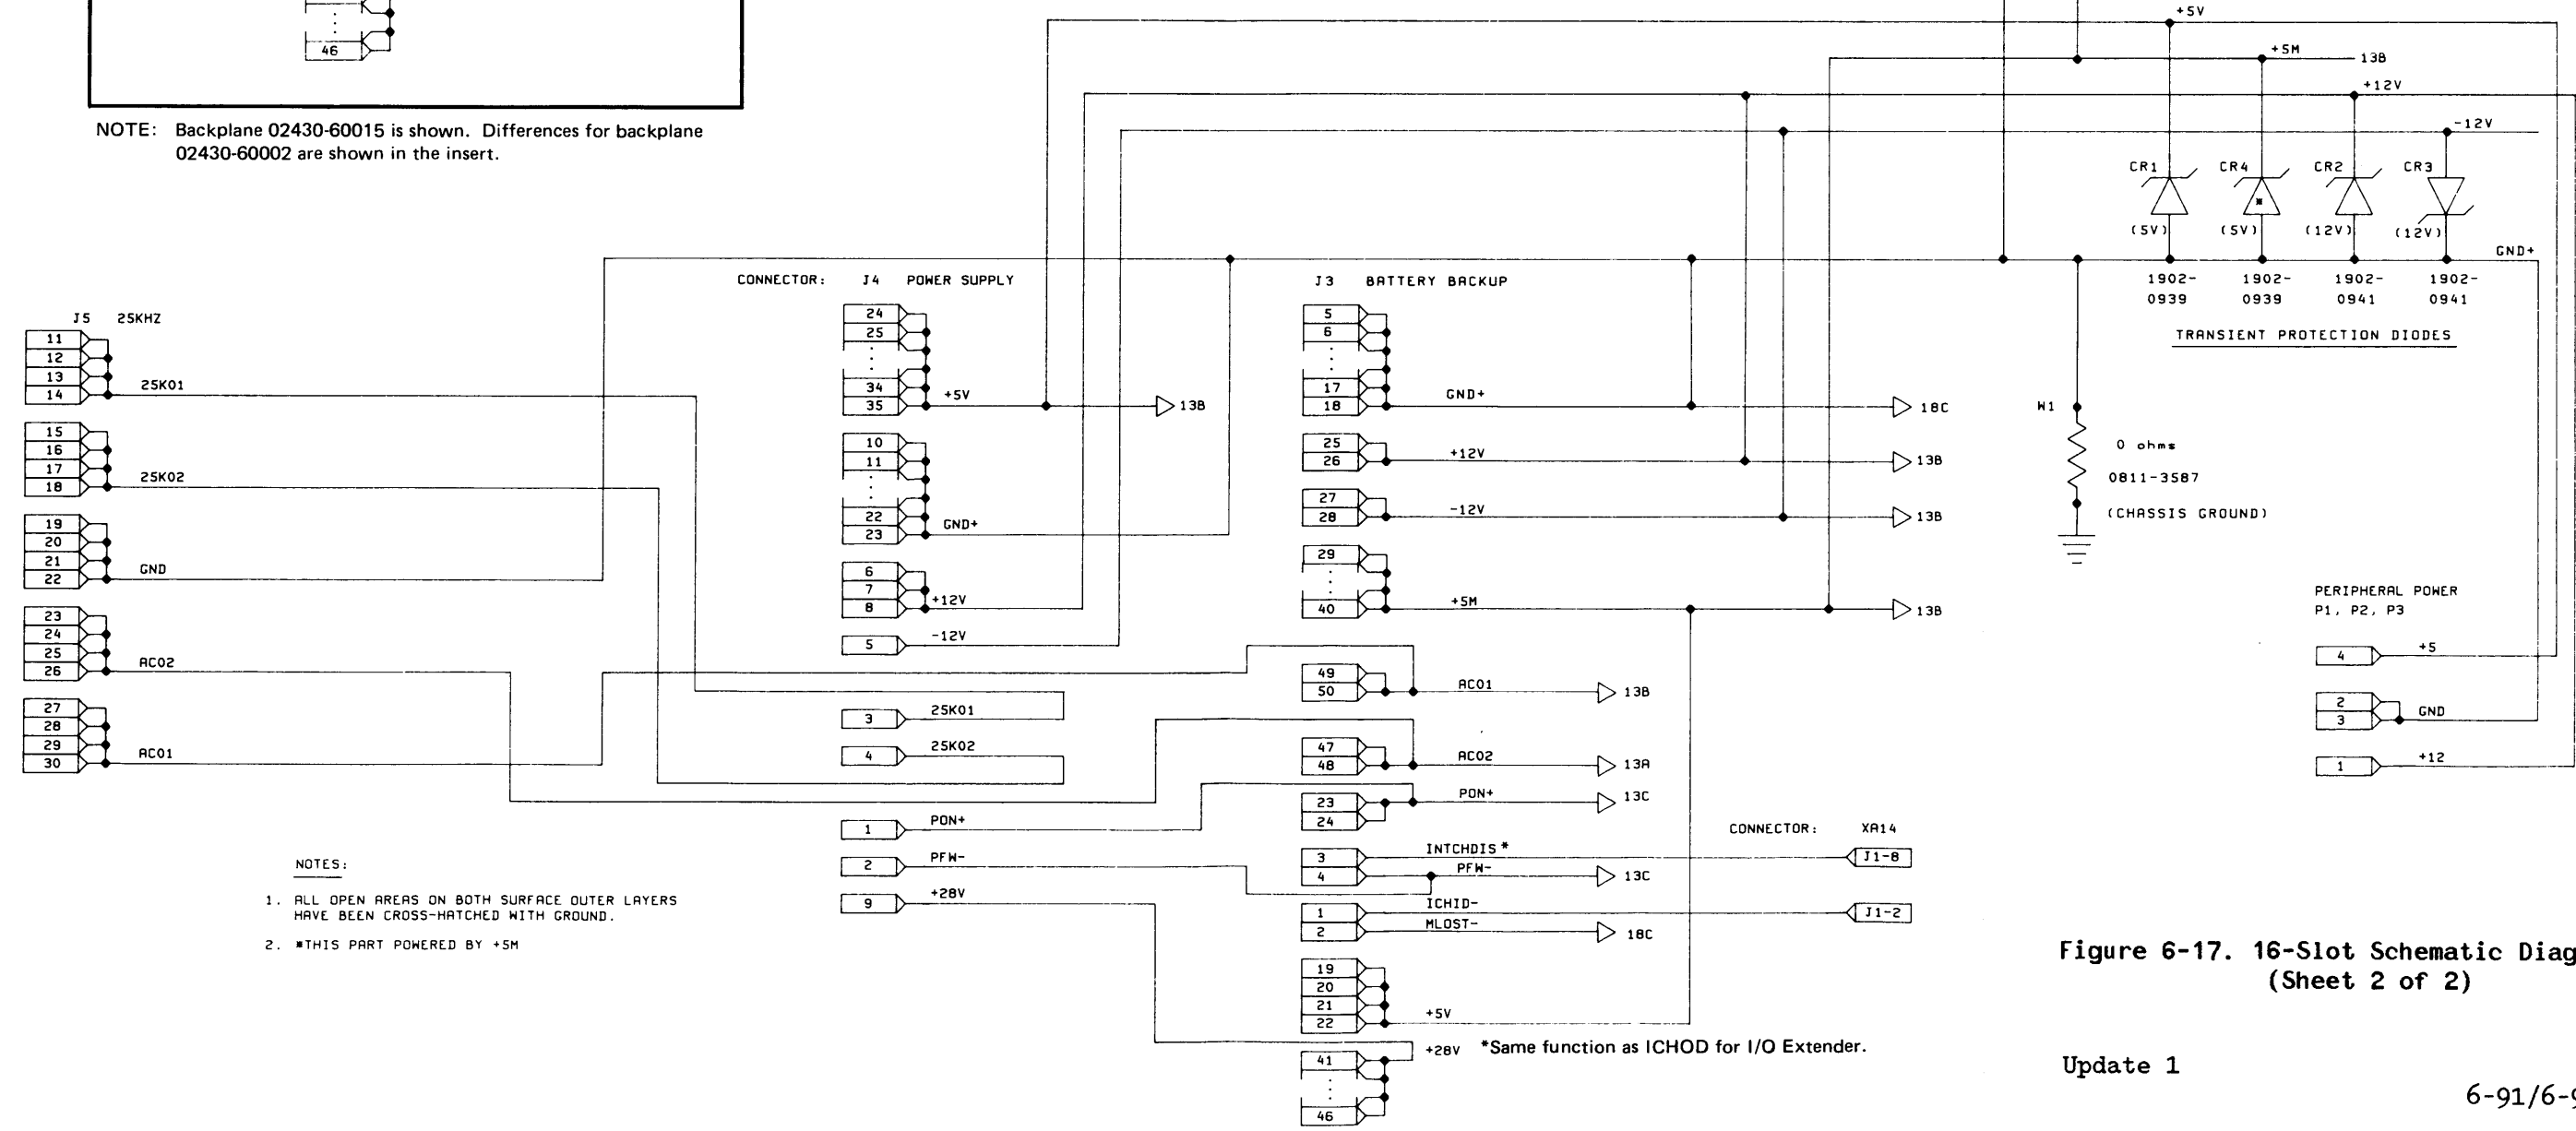 46
NOTE: Backplane 02430-60015 is shown. Differences for backplane
02430-60002 are shown in the insert.
+5V
+5M
13B
+12V
-12V
CR1
CR4
CR2
CR3
*
(5V)
(5V)
(12V)
(12V)
GND+
1902-
0939
1902-
0939
1902-
0941
1902-
0941
TRANSIENT PROTECTION DIODES
J5 25KHZ
11
12
13
14
25K01
15
16
17
18
25K02
19
20
21
22
GND
23
24
25
26
AC02
27
28
29
30
AC01
CONNECTOR: J4 POWER SUPPLY
24
25
34
35
+5V
13B
10
11
22
23
GND+
6
7
8
+12V
5
-12V
3
25K01
4
25K02
1
PON+
2
PFW-
9
+28V
J3 BATTERY BACKUP
5
6
17
18
GND+
18C
25
26
+12V
13B
27
28
-12V
13B
29
40
+5M
13B
49
50
AC01
13B
47
48
AC02
13A
23
24
PON+
13C
CONNECTOR: XA14
3
INTCHDIS*
J1-8
4
PFW-
13C
1
ICHID-
J1-2
2
MLOST-
18C
19
20
21
22
+5V
41
46
+28V
*Same function as ICHOD for I/O Extender.
W1
0 ohms
0811-3587
(CHASSIS GROUND)
PERIPHERAL POWER
P1, P2, P3
4
+5
2
3
GND
1
+12
NOTES:
1. ALL OPEN AREAS ON BOTH SURFACE OUTER LAYERS
HAVE BEEN CROSS-HATCHED WITH GROUND.
2. *THIS PART POWERED BY +5M
Figure 6-17. 16-Slot Schematic Diag
(Sheet 2 of 2)
Update 1
6-91/6-9